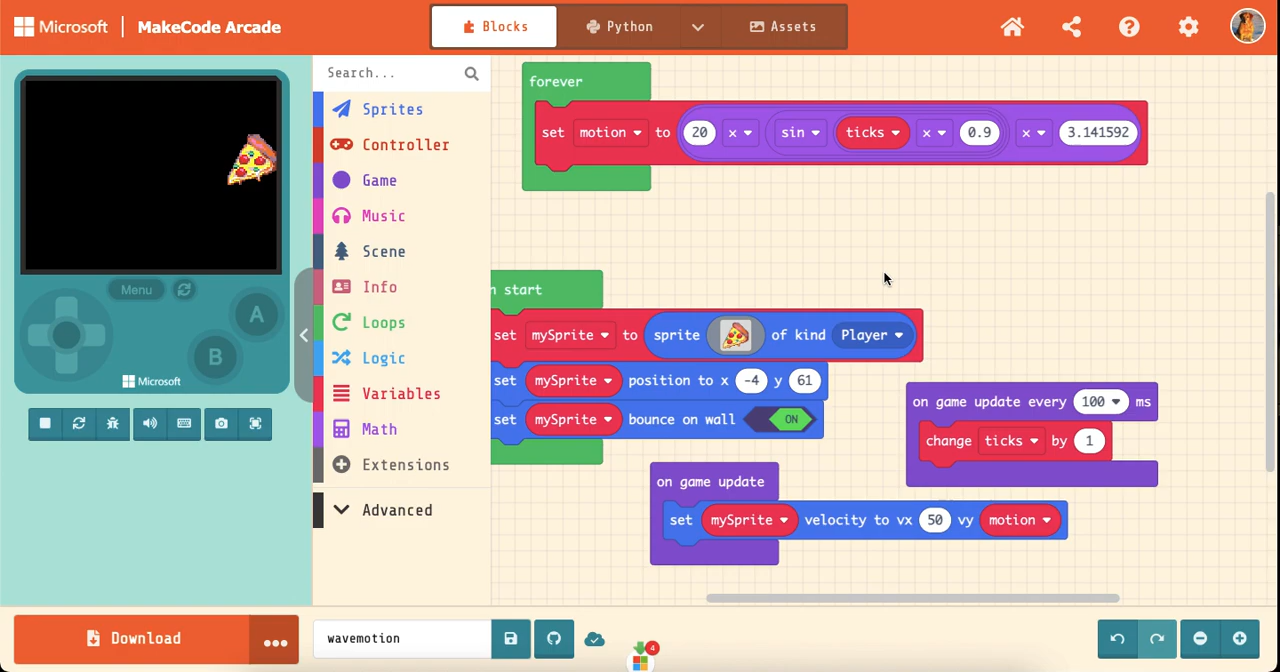 Microsoft | MakeCode Arcade
Blocks
Python
Assets
Search...
Sprites
Controller
Game
Music
Scene
Info
Loops
Logic
Variables
Math
Extensions
Advanced
Menu
A
B
Microsoft
forever
set motion to 20 × sin ticks × 0.9 × 3.141592
n start
set mySprite to sprite of kind Player
set mySprite position to x -4 y 61
set mySprite bounce on wall ON
on game update every 100 ms
change ticks by 1
on game update
set mySprite velocity to vx 50 vy motion
Download
wavemotion
4